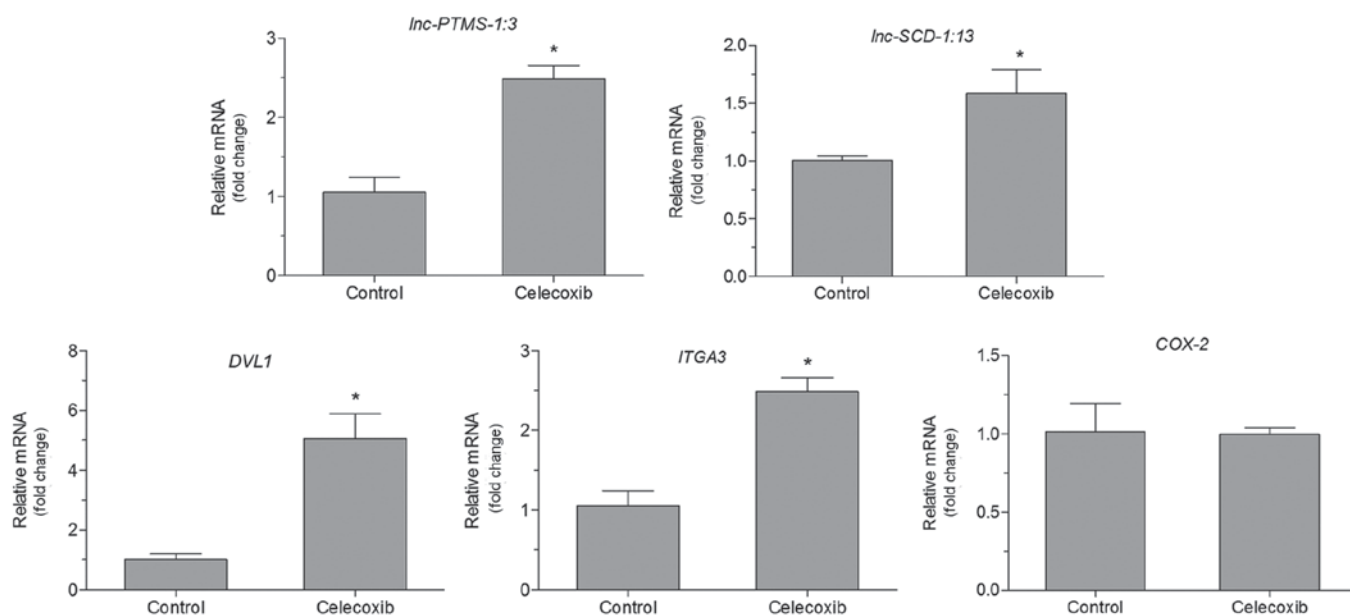 lnc-PTMS-1:3
Relative mRNA
(fold change)
3
2
1
0
*
Control
Celecoxib
lnc-SCD-1:13
Relative mRNA
(fold change)
2.0
1.5
1.0
0.5
0.0
*
Control
Celecoxib
DVL1
Relative mRNA
(fold change)
8
6
4
2
0
*
Control
Celecoxib
ITGA3
Relative mRNA
(fold change)
3
2
1
0
*
Control
Celecoxib
COX-2
Relative mRNA
(fold change)
1.5
1.0
0.5
0.0
Control
Celecoxib